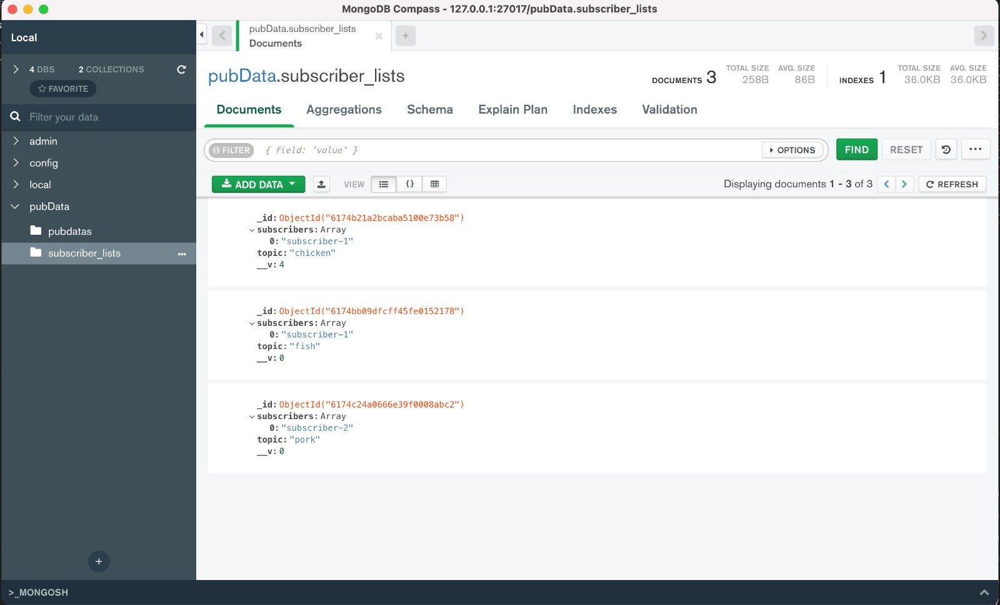 MongoDB Compass - 127.0.0.1:27017/pubData.subscriber_lists
Local
4 DBS 2 COLLECTIONS
FAVORITE
Filter your data
admin
config
local
pubData
pubdatas
subscriber_lists
pubData.subscriber_lists
Documents
pubData.subscriber_lists
DOCUMENTS 3
TOTAL SIZE AVG. SIZE
258B 86B
INDEXES 1
TOTAL SIZE AVG. SIZE
36.0KB 36.0KB
Documents Aggregations Schema Explain Plan Indexes Validation
FILTER { field: 'value' } OPTIONS FIND RESET
ADD DATA VIEW {} Displaying documents 1 - 3 of 3 REFRESH
_id: ObjectId("6174b21a2bcaba5100e73b58")
subscribers: Array
0: "subscriber-1"
topic: "chicken"
__v: 4
_id: ObjectId("6174bb09dfcff45fe0152178")
subscribers: Array
0: "subscriber-1"
topic: "fish"
__v: 0
_id: ObjectId("6174c24a0666e39f0008abc2")
subscribers: Array
0: "subscriber-2"
topic: "pork"
__v: 0
>_MONGOSH